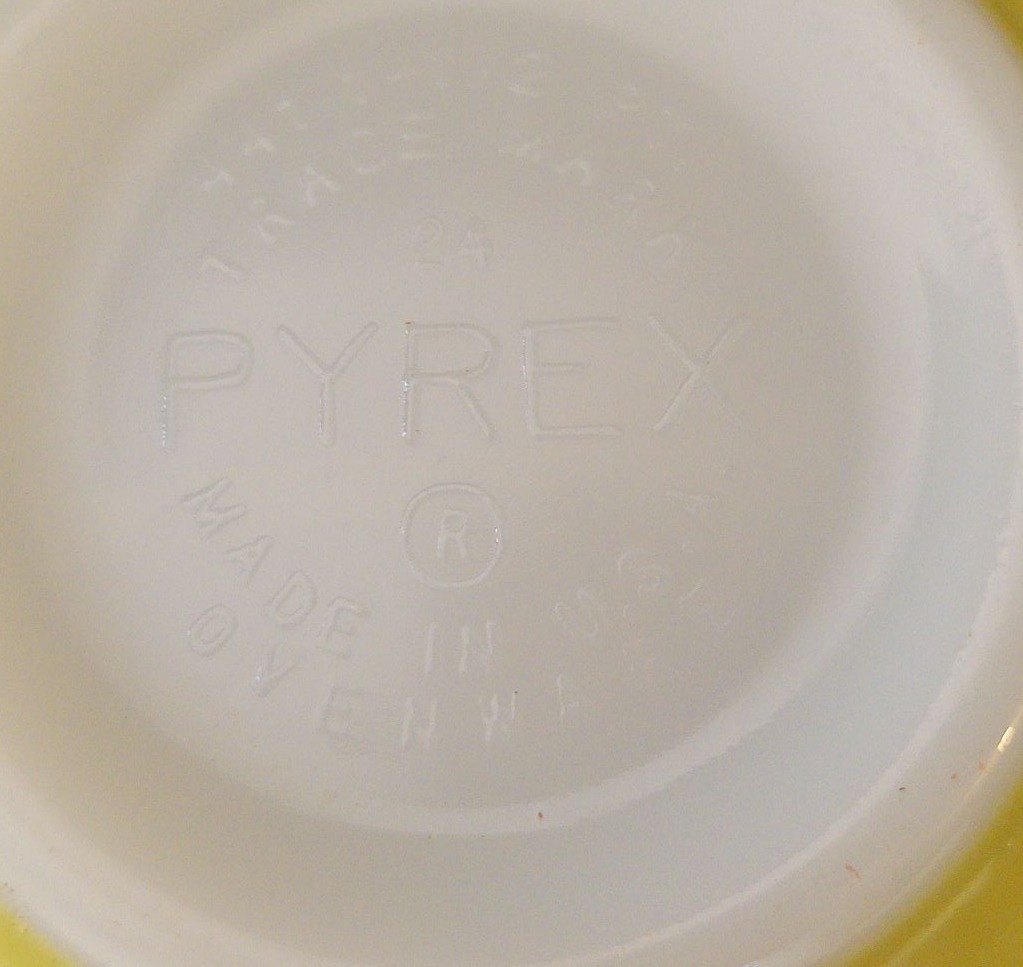 TRADE MARK
24
PYREX
®
MADE IN U.S.A.
OVENWARE